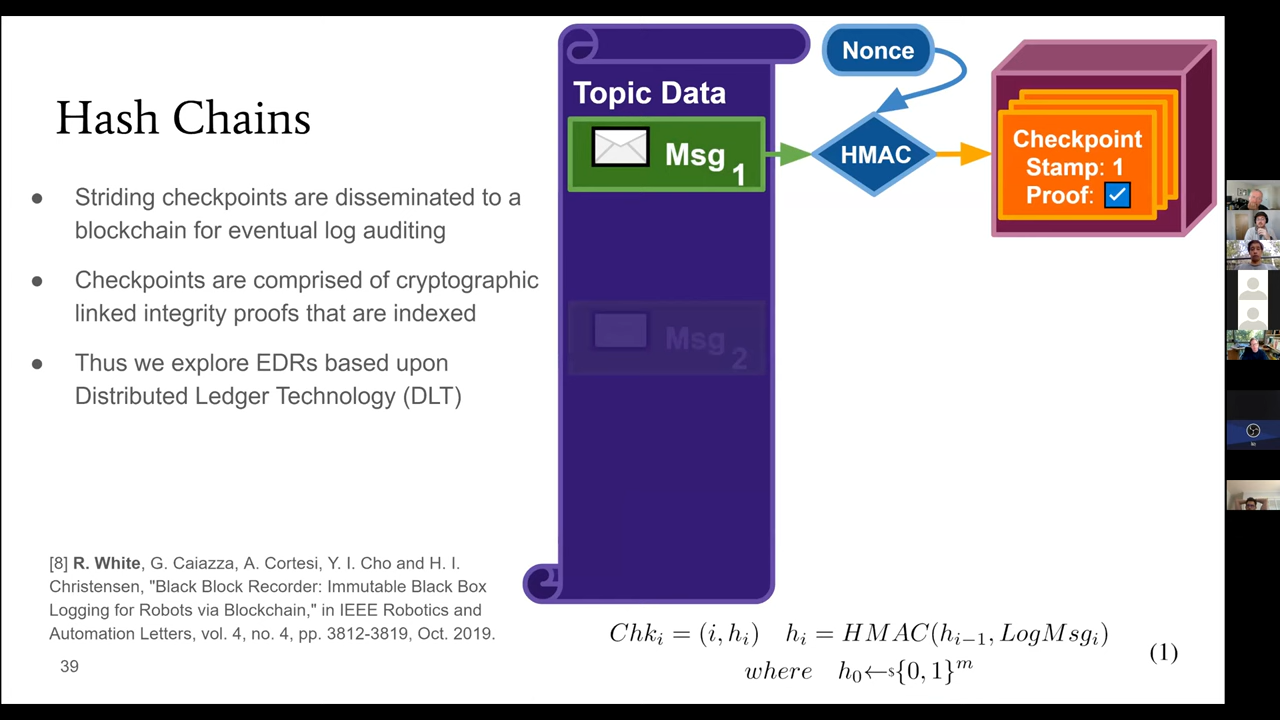 Hash Chains
● Striding checkpoints are disseminated to a
blockchain for eventual log auditing
● Checkpoints are comprised of cryptographic
linked integrity proofs that are indexed
● Thus we explore EDRs based upon
Distributed Ledger Technology (DLT)
[8] R. White, G. Caiazza, A. Cortesi, Y. I. Cho and H. I.
Christensen, "Black Block Recorder: Immutable Black Box
Logging for Robots via Blockchain," in IEEE Robotics and
Automation Letters, vol. 4, no. 4, pp. 3812-3819, Oct. 2019.
39
Topic Data
Msg 1
Msg 2
Nonce
HMAC
Checkpoint
Stamp: 1
Proof: ✓
Chk_i = (i, h_i) h_i = HMAC(h_{i−1}, LogMsg_i)
where h_0 ←$ {0, 1}^m
(1)